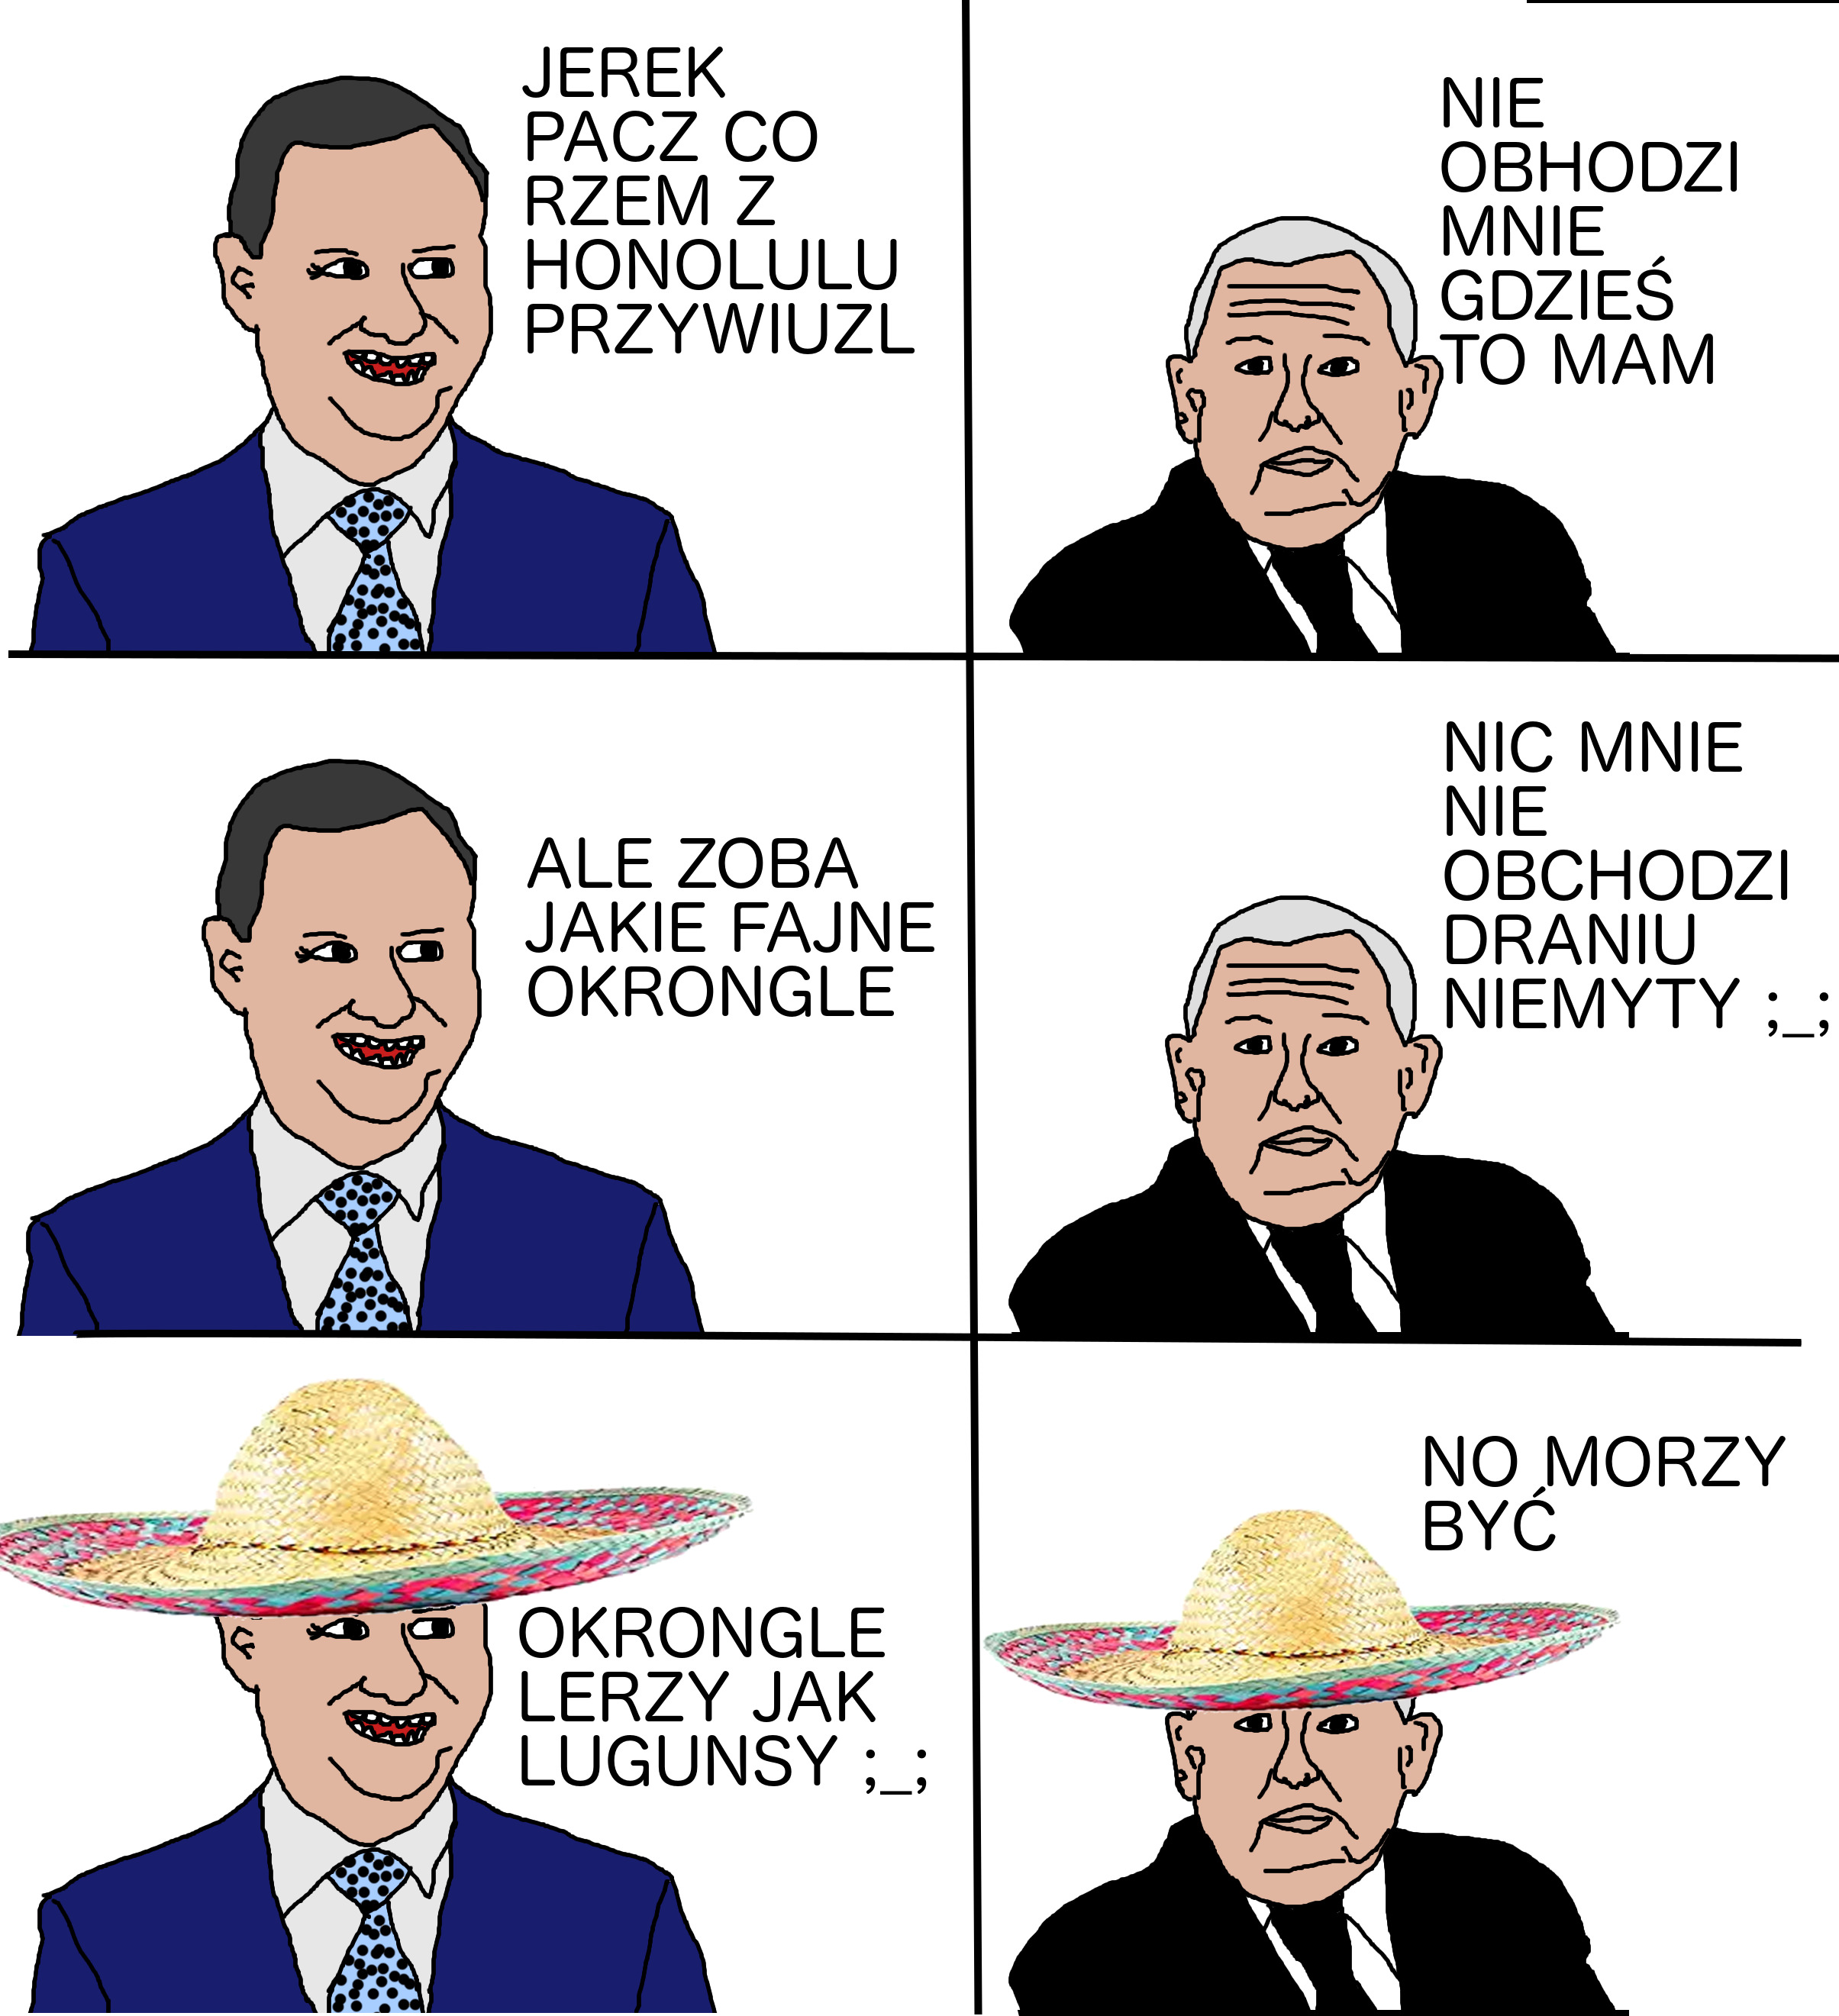 JEREK
PACZ CO
RZEM Z
HONOLULU
PRZYWIUZL
NIE
OBHODZI
MNIE
GDZIEŚ
TO MAM
ALE ZOBA
JAKIE FAJNE
OKRONGLE
NIC MNIE
NIE
OBCHODZI
DRANIU
NIEMYTY ;_;
OKRONGLE
LERZY JAK
LUGUNSY ;_;
NO MORZY
BYĆ